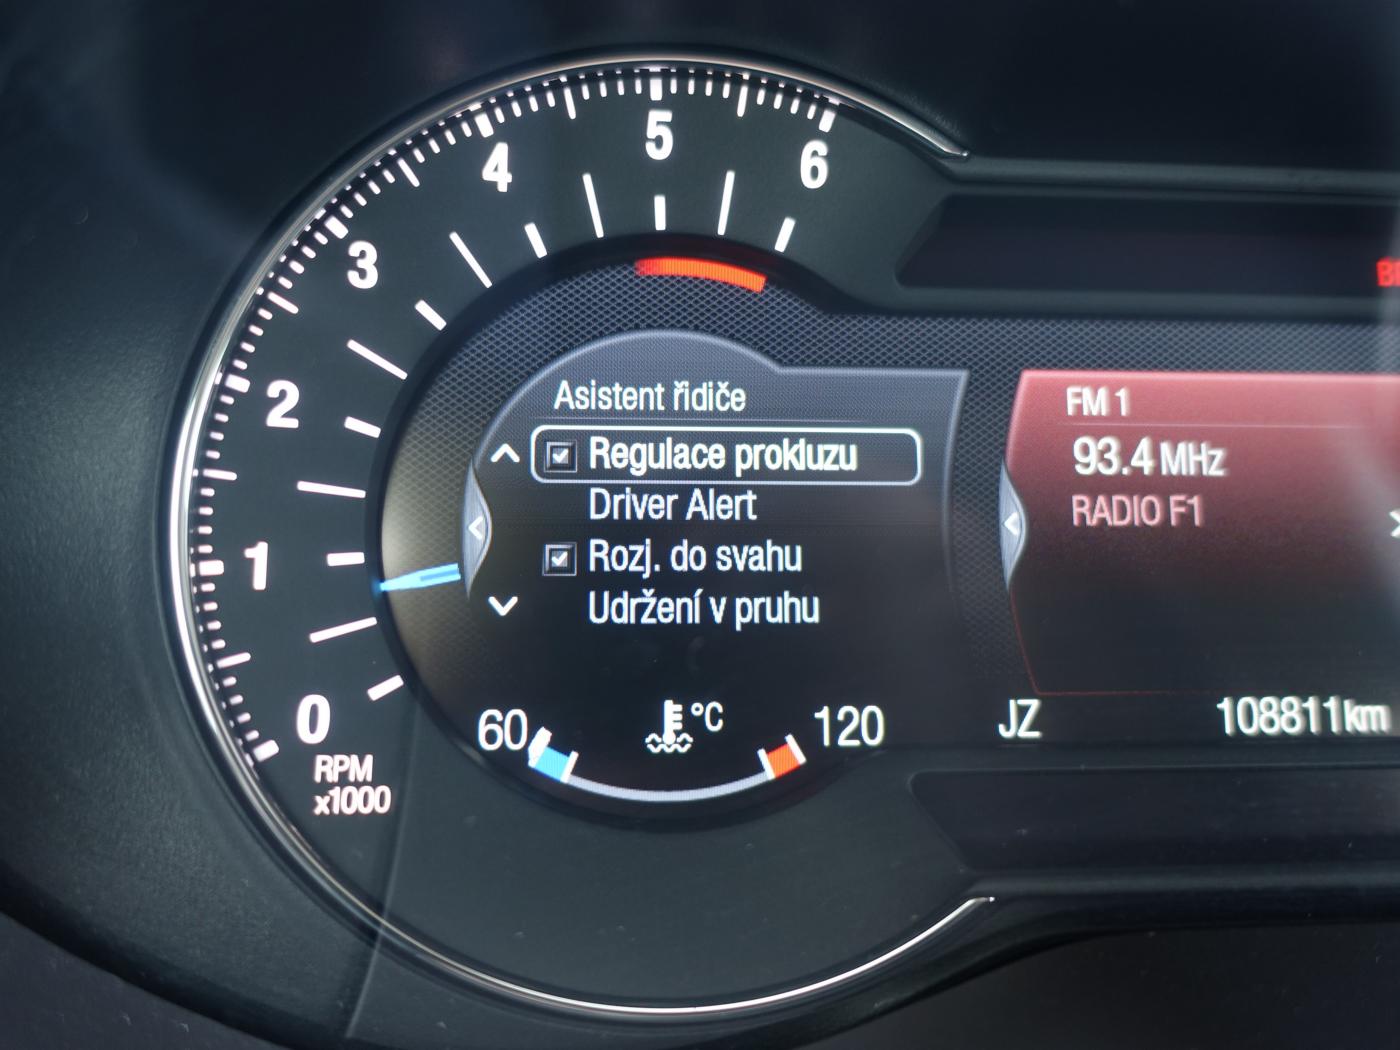 5
4
6
3
2
1
0
RPM
x1000
Asistent řidiče
Regulace prokluzu
Driver Alert
Rozj. do svahu
Udržení v pruhu
60
°C
120
FM 1
93.4 MHz
RADIO F1
JZ
108811km